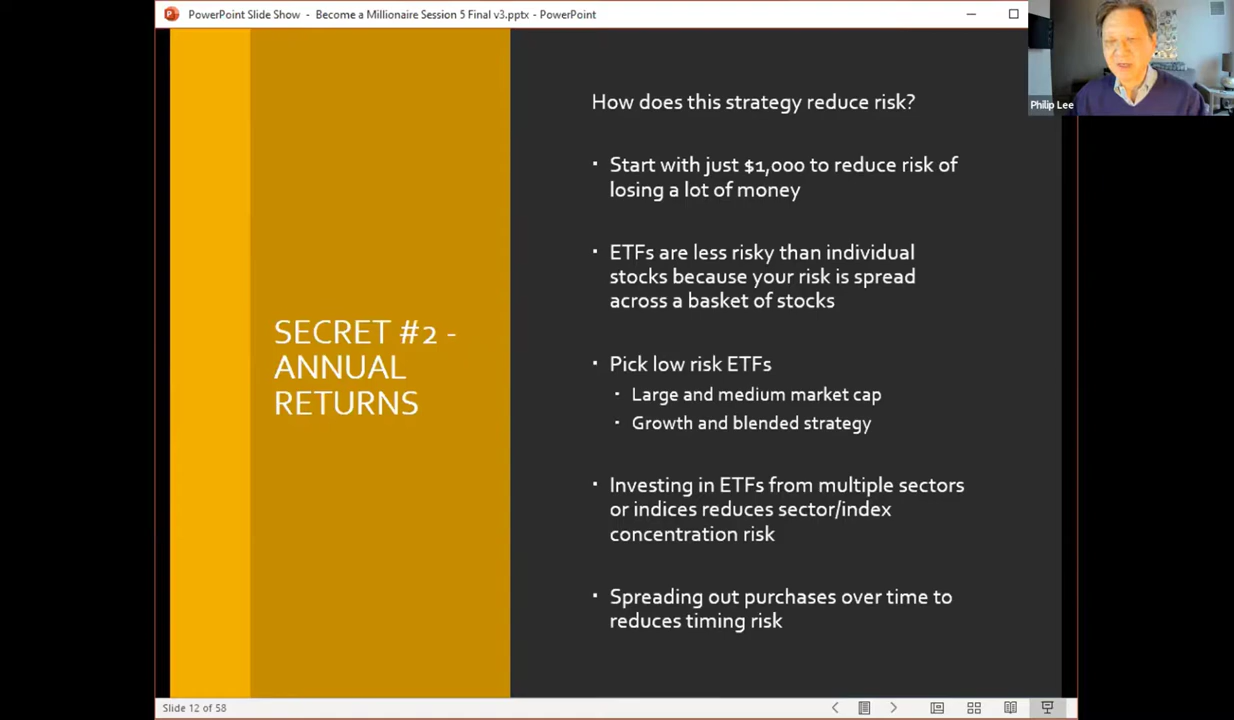 PowerPoint Slide Show - Become a Millionaire Session 5 Final v3.pptx - PowerPoint
Philip Lee
SECRET #2 -
ANNUAL
RETURNS
How does this strategy reduce risk?
▪ Start with just $1,000 to reduce risk of
losing a lot of money
▪ ETFs are less risky than individual
stocks because your risk is spread
across a basket of stocks
▪ Pick low risk ETFs
▪ Large and medium market cap
▪ Growth and blended strategy
▪ Investing in ETFs from multiple sectors
or indices reduces sector/index
concentration risk
▪ Spreading out purchases over time to
reduces timing risk
Slide 12 of 58